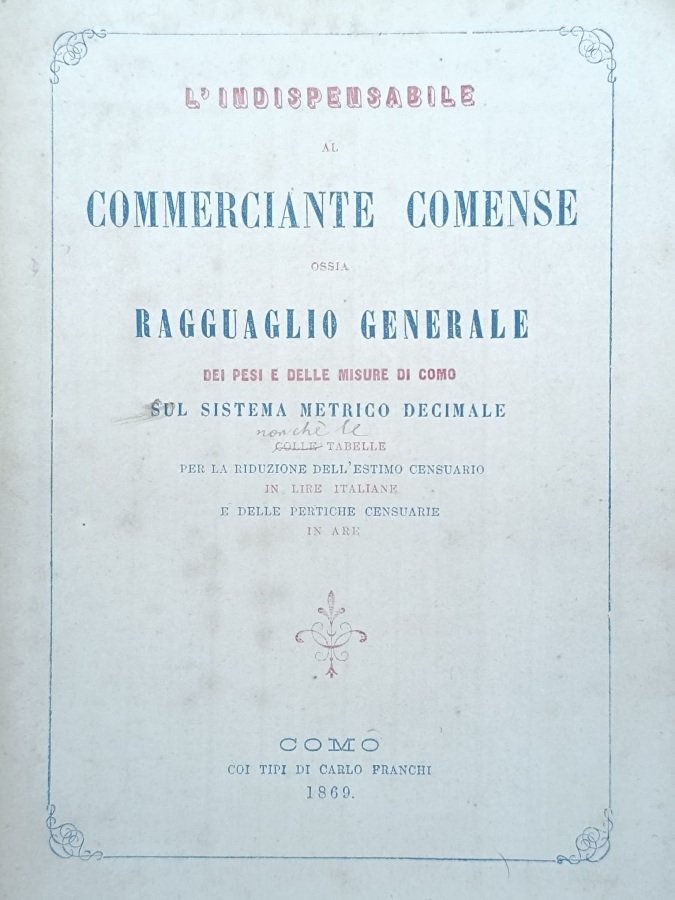 L'INDISPENSABILE
AL
COMMERCIANTE COMENSE
OSSIA
RAGGUAGLIO GENERALE
DEI PESI E DELLE MISURE DI COMO
SUL SISTEMA METRICO DECIMALE
nonchè le
COLLE TABELLE
PER LA RIDUZIONE DELL'ESTIMO CENSUARIO
IN LIRE ITALIANE
E DELLE PERTICHE CENSUARIE
IN ARE
COMO
COI TIPI DI CARLO FRANCHI
1869.